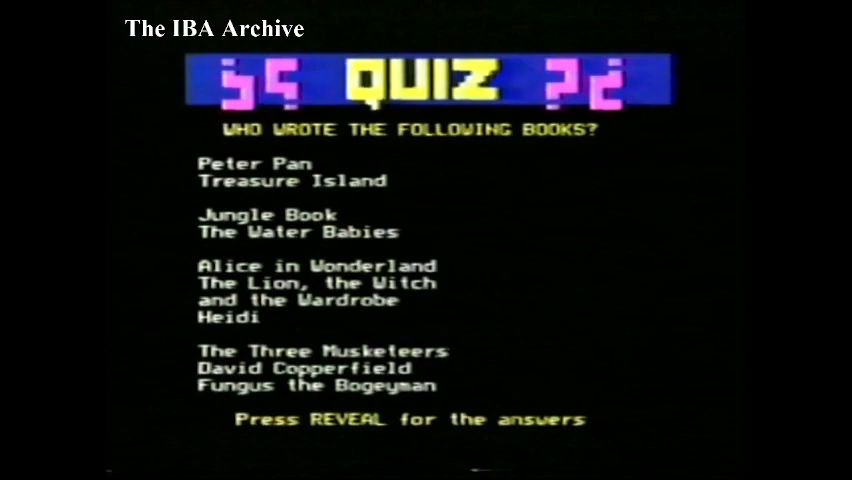 The IBA Archive
QUIZ
WHO WROTE THE FOLLOWING BOOKS?
Peter Pan
Treasure Island
Jungle Book
The Water Babies
Alice in Wonderland
The Lion, the Witch
and the Wardrobe
Heidi
The Three Musketeers
David Copperfield
Fungus the Bogeyman
Press REVEAL for the answers